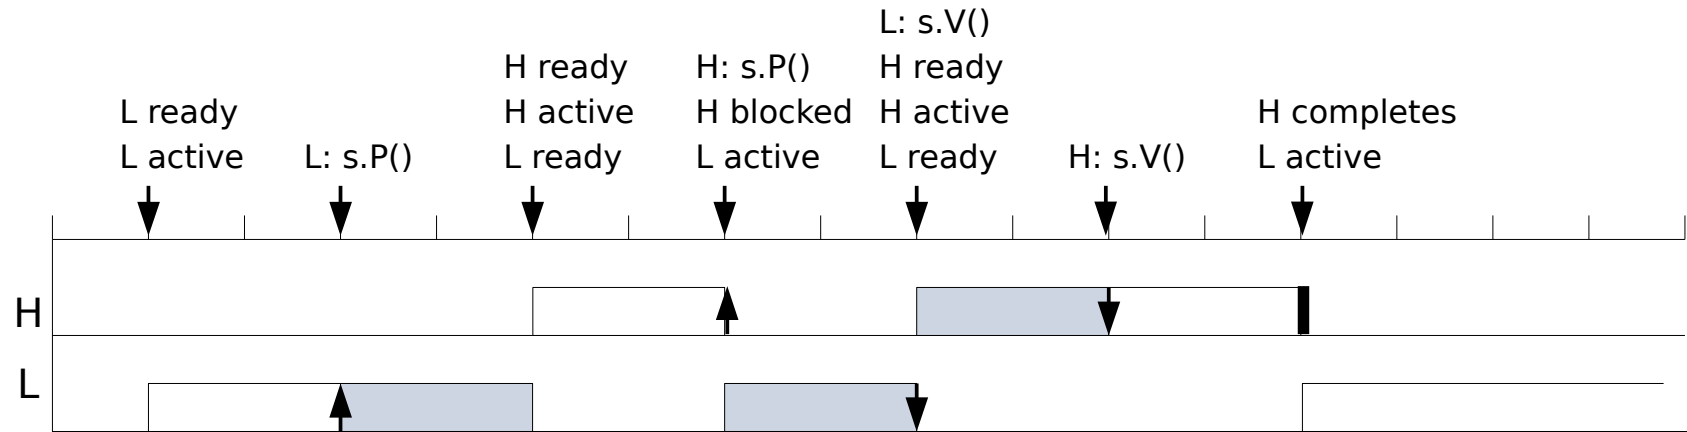 L ready
L active
L: s.P()
H ready
H active
L ready
H: s.P()
H blocked
L active
L: s.V()
H ready
H active
L ready
H: s.V()
H completes
L active
H
L